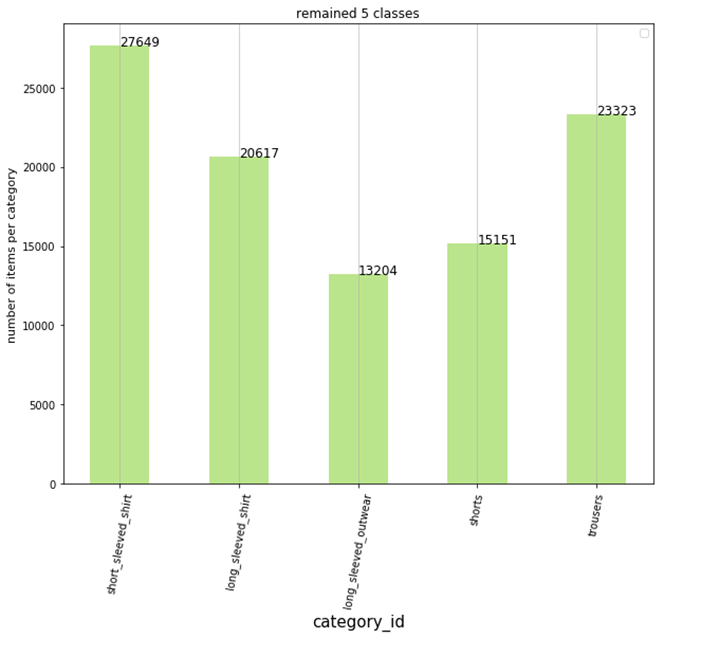 remained 5 classes
27649
20617
13204
15151
23323
25000
20000
15000
10000
5000
0
number of items per category
short_sleeved_shirt
long_sleeved_shirt
long_sleeved_outwear
shorts
trousers
category_id